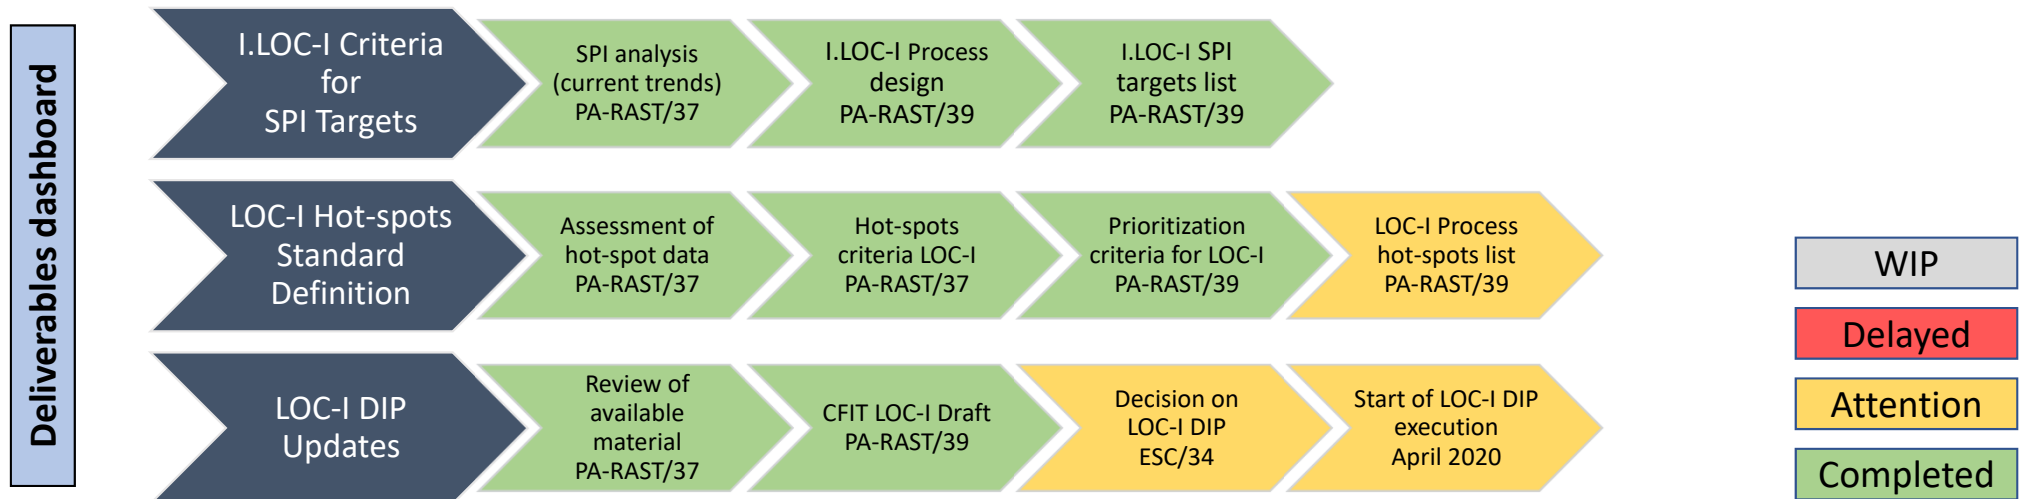 Deliverables dashboard
I.LOC-I Criteria
for
SPI Targets
SPI analysis
(current trends)
PA-RAST/37
I.LOC-I Process
design
PA-RAST/39
I.LOC-I SPI
targets list
PA-RAST/39
LOC-I Hot-spots
Standard
Definition
Assessment of
hot-spot data
PA-RAST/37
Hot-spots
criteria LOC-I
PA-RAST/37
Prioritization
criteria for LOC-I
PA-RAST/39
LOC-I Process
hot-spots list
PA-RAST/39
LOC-I DIP
Updates
Review of
available
material
PA-RAST/37
CFIT LOC-I Draft
PA-RAST/39
Decision on
LOC-I DIP
ESC/34
Start of LOC-I DIP
execution
April 2020
WIP
Delayed
Attention
Completed